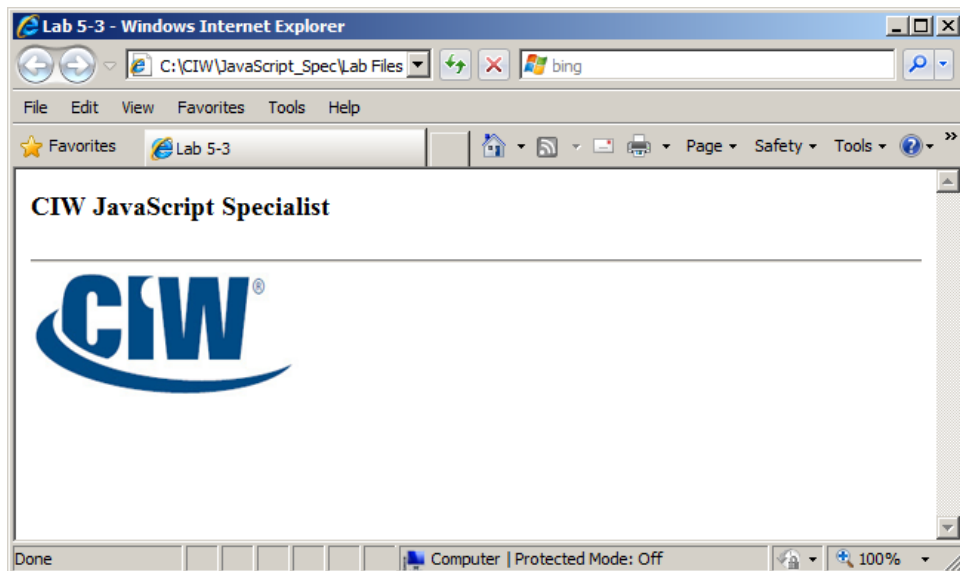 Lab 5-3 - Windows Internet Explorer
C:\CIW\JavaScript_Spec\Lab Files
bing
File Edit View Favorites Tools Help
Favorites Lab 5-3 Page Safety Tools »
CIW JavaScript Specialist
CIW®
Done Computer | Protected Mode: Off 100%